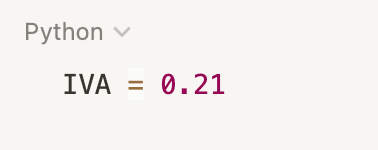 Python
IVA = 0.21